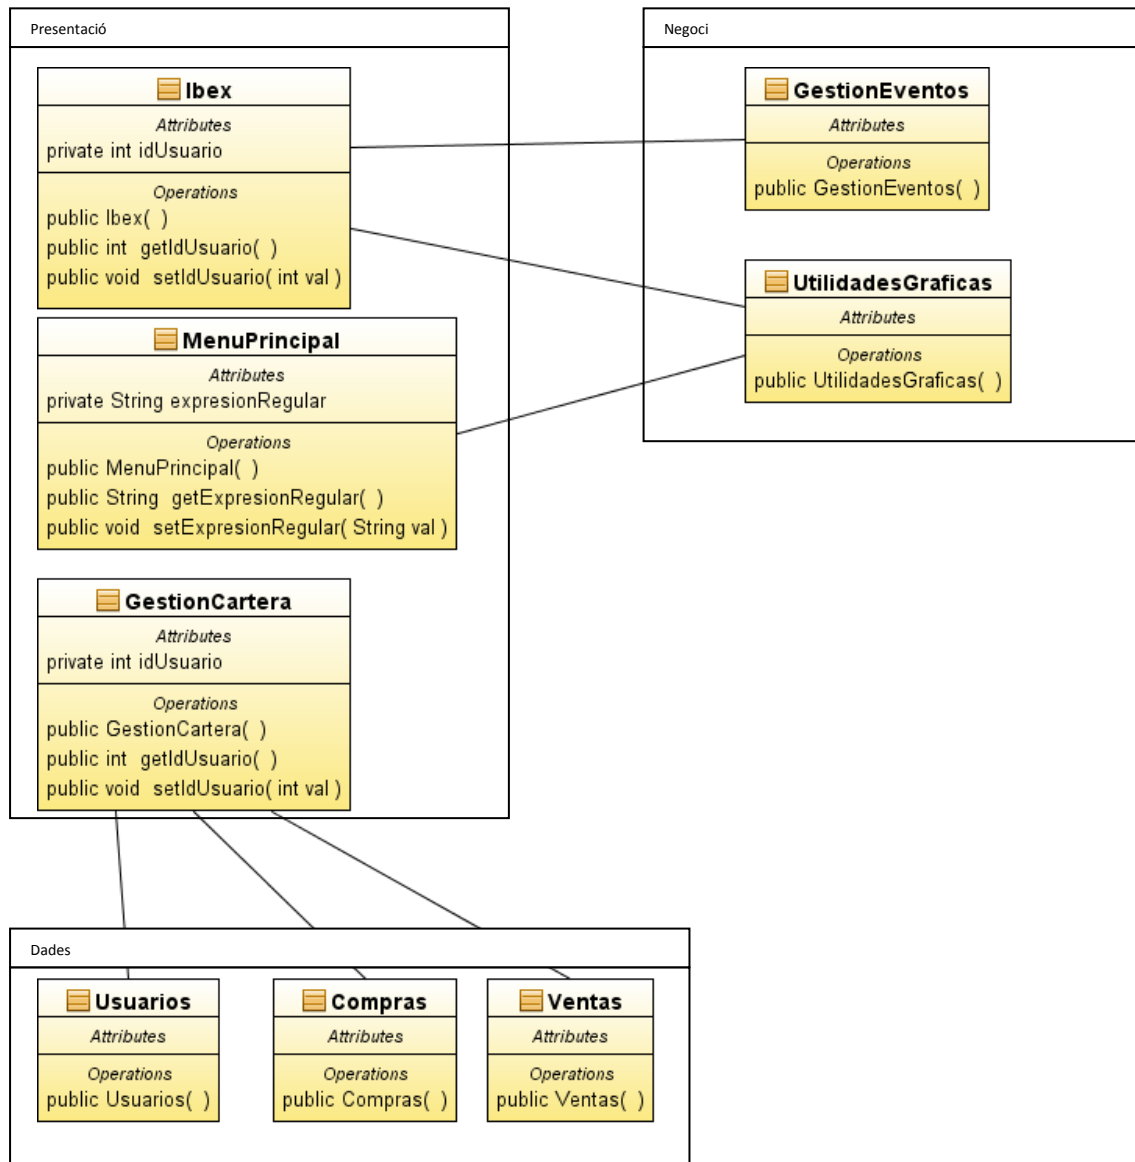 Presentació
Ibex
Attributes
private int idUsuario
Operations
public Ibex( )
public int getIdUsuario( )
public void setIdUsuario( int val )
MenuPrincipal
Attributes
private String expresionRegular
Operations
public MenuPrincipal( )
public String getExpresionRegular( )
public void setExpresionRegular( String val )
GestionCartera
Attributes
private int idUsuario
Operations
public GestionCartera( )
public int getIdUsuario( )
public void setIdUsuario( int val )
Negoci
GestionEventos
Attributes
Operations
public GestionEventos( )
UtilidadesGraficas
Attributes
Operations
public UtilidadesGraficas( )
Dades
Usuarios
Attributes
Operations
public Usuarios( )
Compras
Attributes
Operations
public Compras( )
Ventas
Attributes
Operations
public Ventas( )